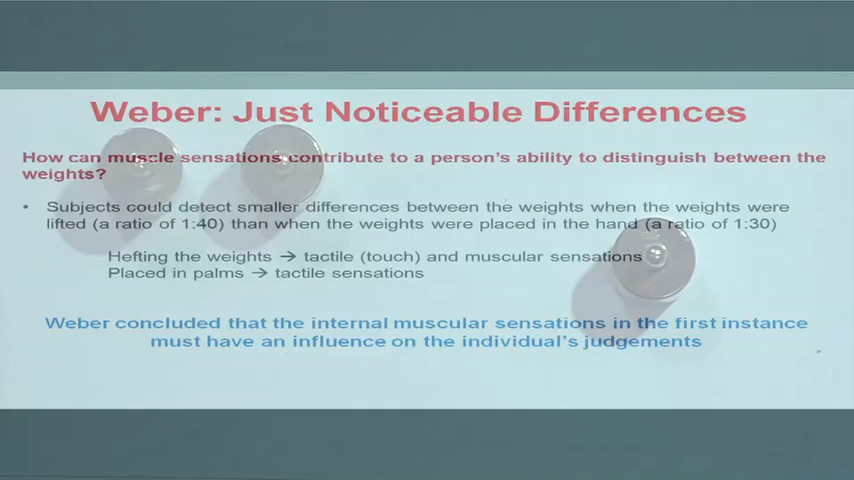 Weber: Just Noticeable Differences
How can muscle sensations contribute to a person's ability to distinguish between the
weights?
• Subjects could detect smaller differences between the weights when the weights were
lifted (a ratio of 1:40) than when the weights were placed in the hand (a ratio of 1:30)
Hefting the weights → tactile (touch) and muscular sensations
Placed in palms → tactile sensations
Weber concluded that the internal muscular sensations in the first instance
must have an influence on the individual's judgements